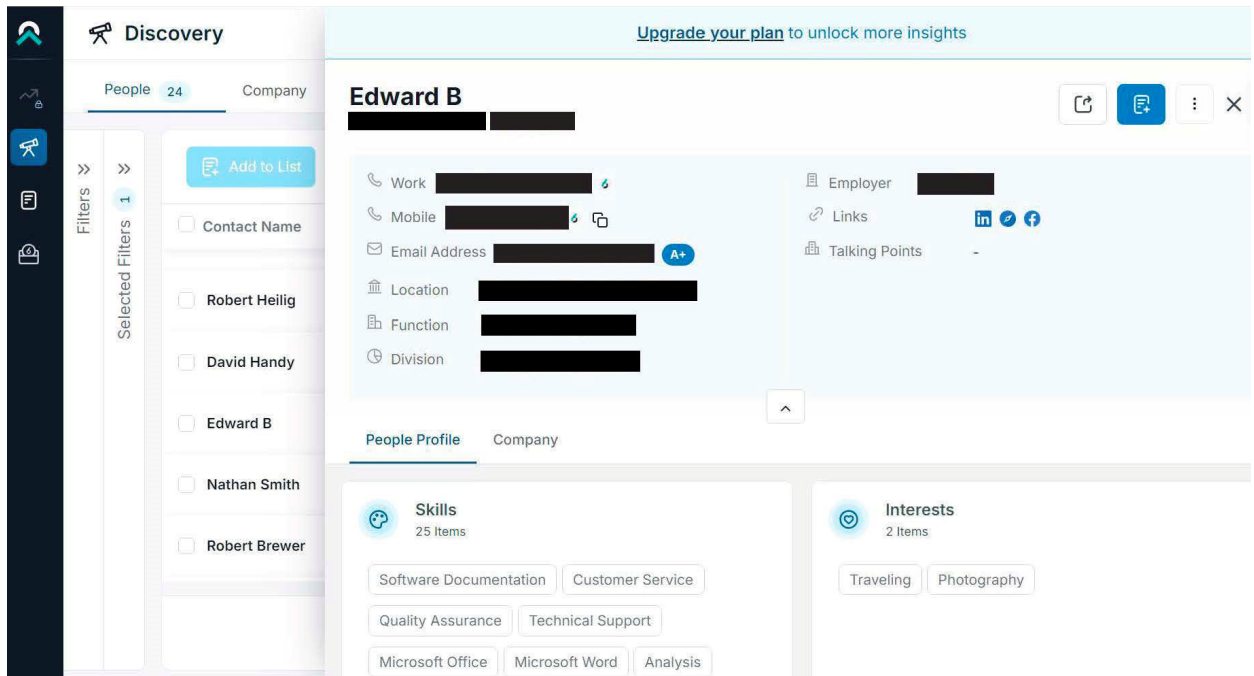 Discovery
People 24
Company
Filters
Selected Filters 1
Add to List
Contact Name
Robert Heilig
David Handy
Edward B
Nathan Smith
Robert Brewer
Upgrade your plan to unlock more insights
Edward B
Work
Mobile
Email Address A+
Location
Function
Division
Employer
Links in
Talking Points -
People Profile
Company
Skills
25 Items
Software Documentation
Customer Service
Quality Assurance
Technical Support
Microsoft Office
Microsoft Word
Analysis
Interests
2 Items
Traveling
Photography